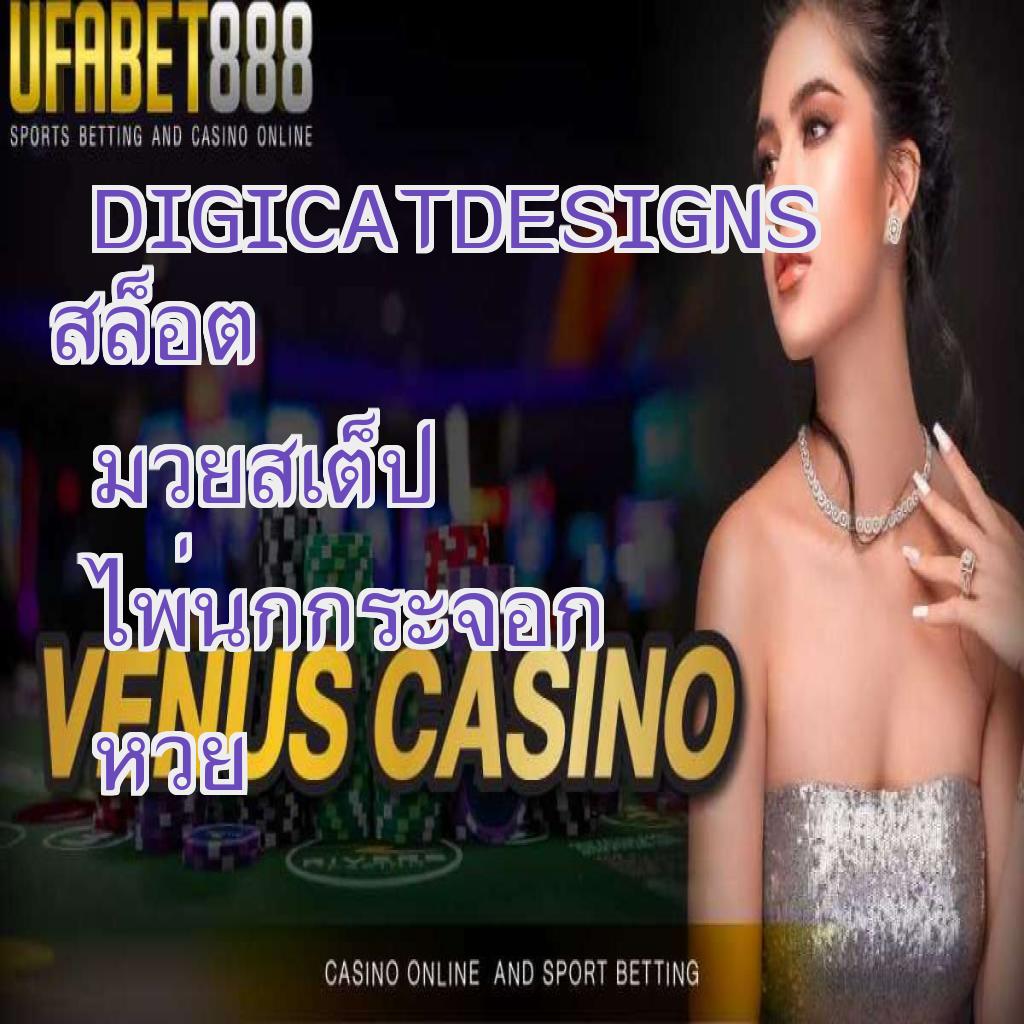 UFABET888
SPORTS BETTING AND CASINO ONLINE
DIGICATDESIGNS
สล็อต
มวยสเต็ป
ไพ่นกกระจอก
VENUS CASINO
หวย
CASINO ONLINE AND SPORT BETTING